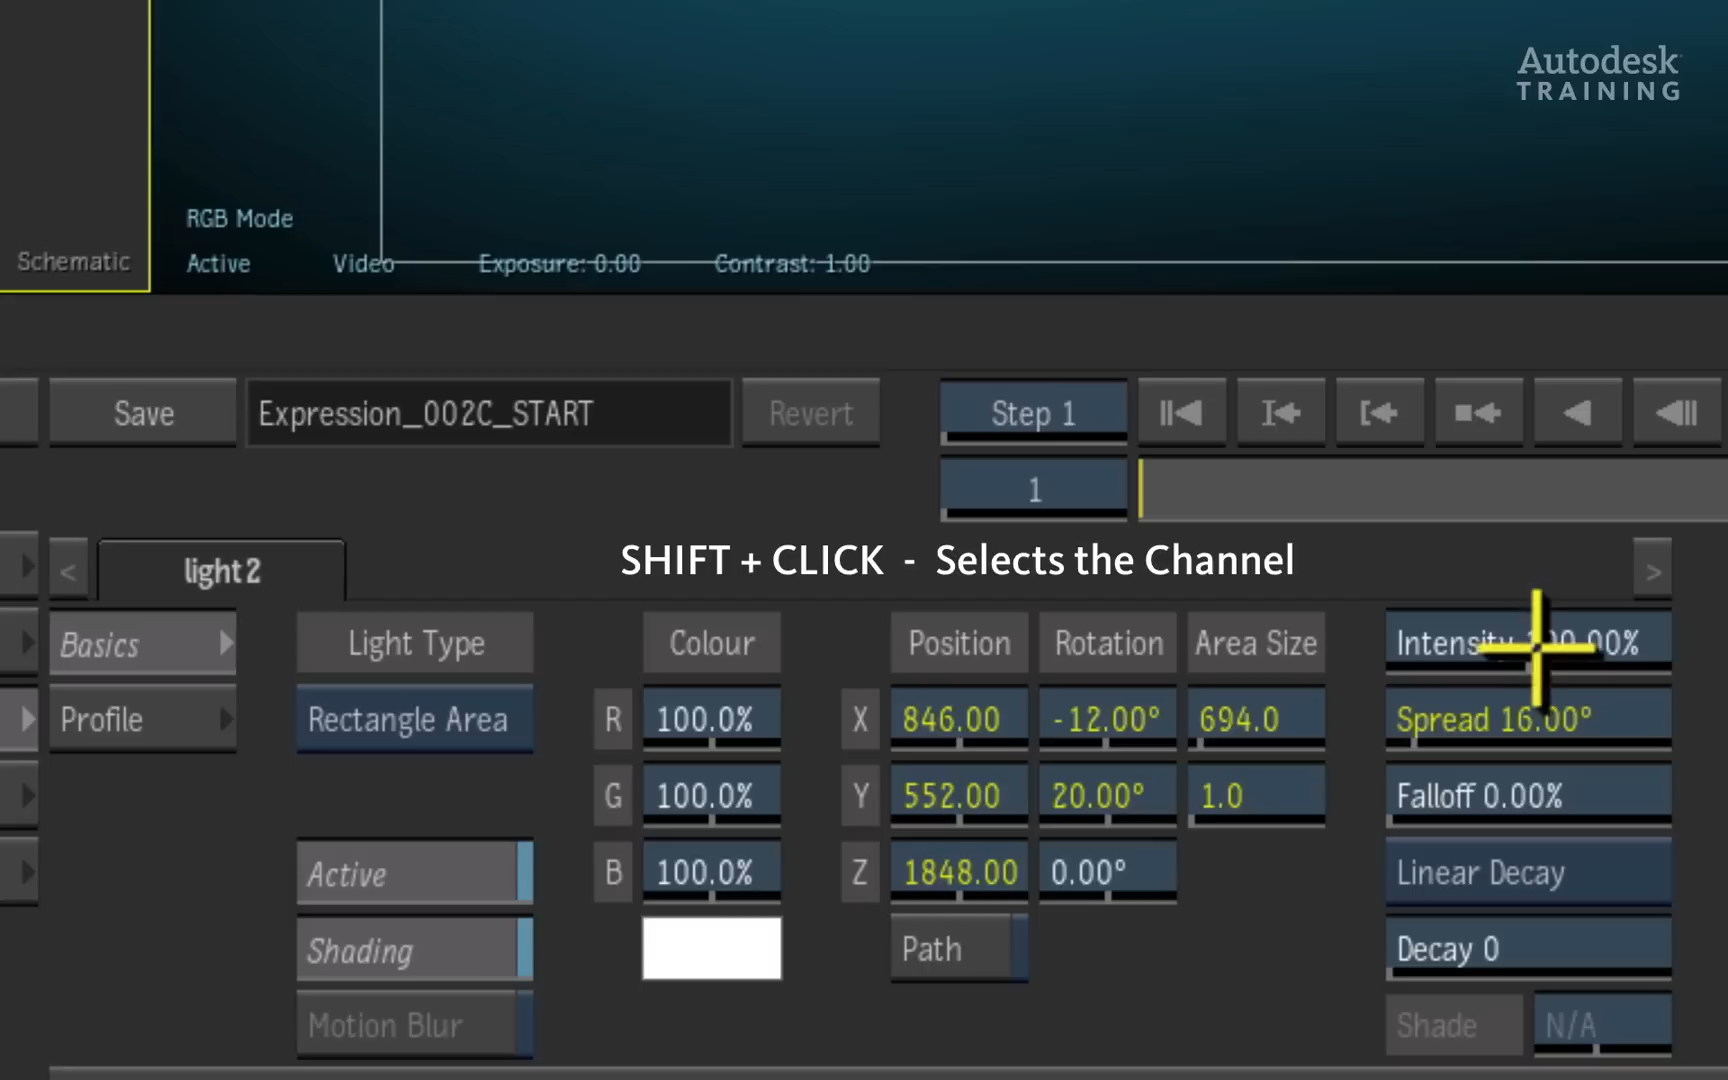 Autodesk
TRAINING
RGB Mode
Schematic
Active Video Exposure: 0.00 Contrast: 1.00
Save Expression_002C_START Revert Step 1
1
< light2 SHIFT + CLICK - Selects the Channel >
Basics Light Type Colour Position Rotation Area Size Intensity
Profile Rectangle Area R 100.0% X 846.00 -12.00° 694.0 Spread 16.00°
G 100.0% Y 552.00 20.00° 1.0 Falloff 0.00%
Active B 100.0% Z 1848.00 0.00° Linear Decay
Shading Path Decay 0
Motion Blur Shade N/A